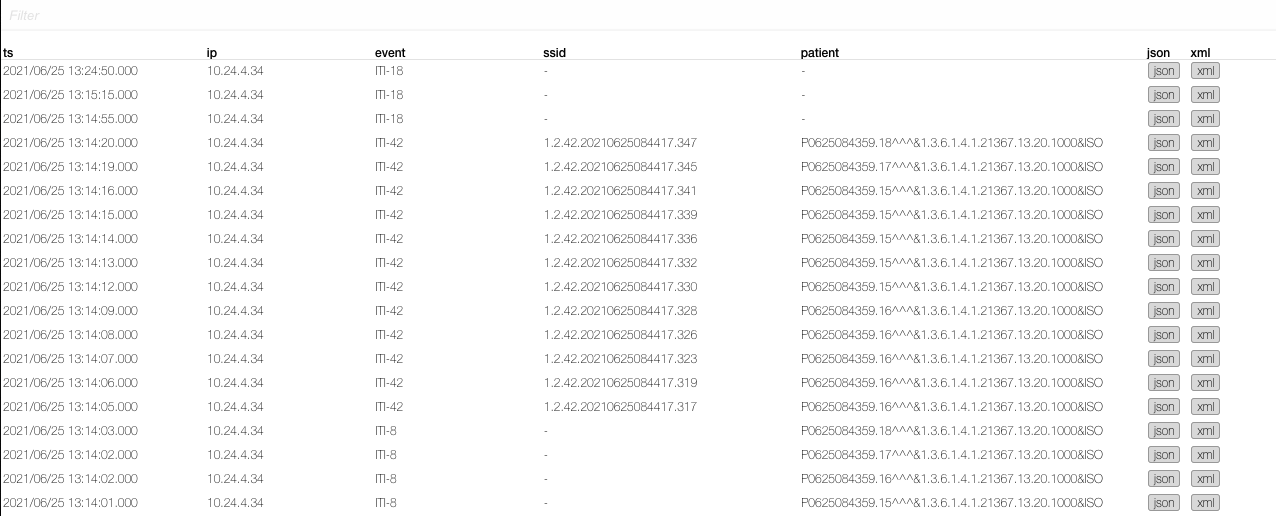 Filter
ts ip event ssid patient json xml
2021/06/25 13:24:50.000 10.24.4.34 ITI-18 - - json xml
2021/06/25 13:15:15.000 10.24.4.34 ITI-18 - - json xml
2021/06/25 13:14:55.000 10.24.4.34 ITI-18 - - json xml
2021/06/25 13:14:20.000 10.24.4.34 ITI-42 1.2.42.20210625084417.347 P0625084359.18^^^&1.3.6.1.4.1.21367.13.20.1000&ISO json xml
2021/06/25 13:14:19.000 10.24.4.34 ITI-42 1.2.42.20210625084417.345 P0625084359.17^^^&1.3.6.1.4.1.21367.13.20.1000&ISO json xml
2021/06/25 13:14:16.000 10.24.4.34 ITI-42 1.2.42.20210625084417.341 P0625084359.15^^^&1.3.6.1.4.1.21367.13.20.1000&ISO json xml
2021/06/25 13:14:15.000 10.24.4.34 ITI-42 1.2.42.20210625084417.339 P0625084359.15^^^&1.3.6.1.4.1.21367.13.20.1000&ISO json xml
2021/06/25 13:14:14.000 10.24.4.34 ITI-42 1.2.42.20210625084417.336 P0625084359.15^^^&1.3.6.1.4.1.21367.13.20.1000&ISO json xml
2021/06/25 13:14:13.000 10.24.4.34 ITI-42 1.2.42.20210625084417.332 P0625084359.15^^^&1.3.6.1.4.1.21367.13.20.1000&ISO json xml
2021/06/25 13:14:12.000 10.24.4.34 ITI-42 1.2.42.20210625084417.330 P0625084359.15^^^&1.3.6.1.4.1.21367.13.20.1000&ISO json xml
2021/06/25 13:14:09.000 10.24.4.34 ITI-42 1.2.42.20210625084417.328 P0625084359.16^^^&1.3.6.1.4.1.21367.13.20.1000&ISO json xml
2021/06/25 13:14:08.000 10.24.4.34 ITI-42 1.2.42.20210625084417.326 P0625084359.16^^^&1.3.6.1.4.1.21367.13.20.1000&ISO json xml
2021/06/25 13:14:07.000 10.24.4.34 ITI-42 1.2.42.20210625084417.323 P0625084359.16^^^&1.3.6.1.4.1.21367.13.20.1000&ISO json xml
2021/06/25 13:14:06.000 10.24.4.34 ITI-42 1.2.42.20210625084417.319 P0625084359.16^^^&1.3.6.1.4.1.21367.13.20.1000&ISO json xml
2021/06/25 13:14:05.000 10.24.4.34 ITI-42 1.2.42.20210625084417.317 P0625084359.16^^^&1.3.6.1.4.1.21367.13.20.1000&ISO json xml
2021/06/25 13:14:03.000 10.24.4.34 ITI-8 - P0625084359.18^^^&1.3.6.1.4.1.21367.13.20.1000&ISO json xml
2021/06/25 13:14:02.000 10.24.4.34 ITI-8 - P0625084359.17^^^&1.3.6.1.4.1.21367.13.20.1000&ISO json xml
2021/06/25 13:14:02.000 10.24.4.34 ITI-8 - P0625084359.16^^^&1.3.6.1.4.1.21367.13.20.1000&ISO json xml
2021/06/25 13:14:01.000 10.24.4.34 ITI-8 - P0625084359.15^^^&1.3.6.1.4.1.21367.13.20.1000&ISO json xml